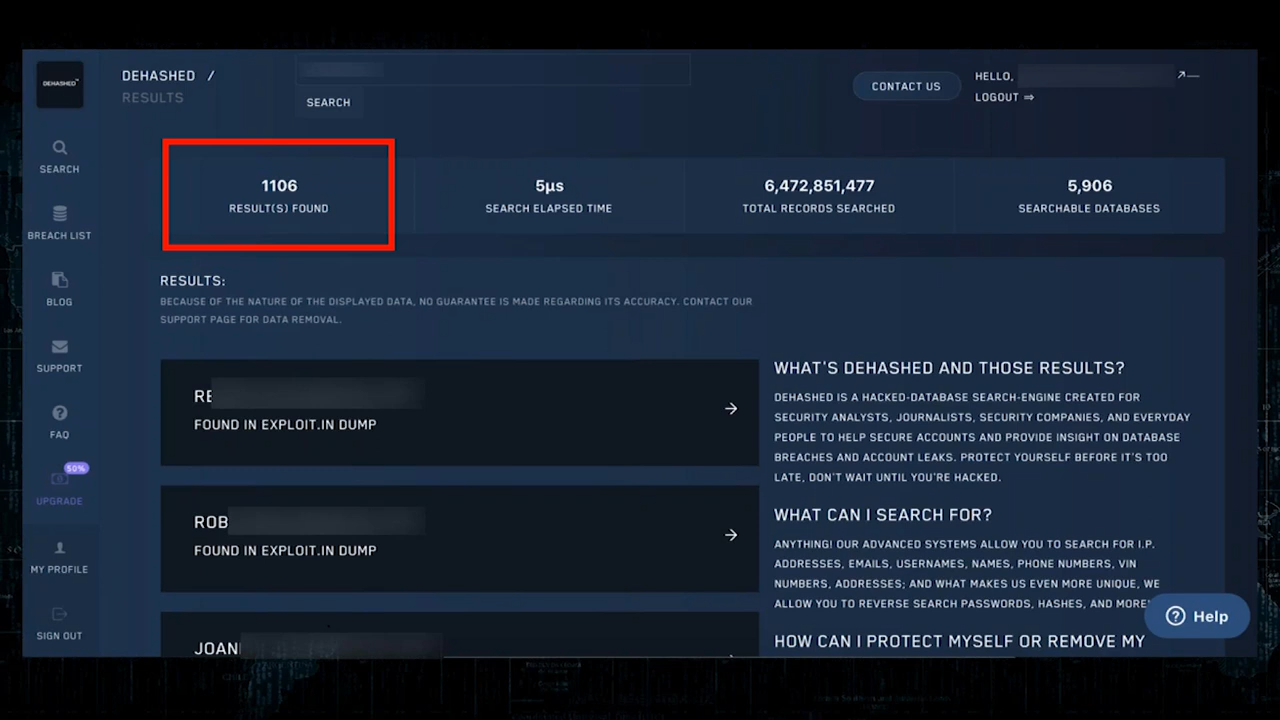 DEHASHED™
DEHASHED /
RESULTS
SEARCH
CONTACT US
HELLO,
LOGOUT ⇒
SEARCH
BREACH LIST
BLOG
SUPPORT
FAQ
50%
UPGRADE
MY PROFILE
SIGN OUT
1106
RESULT(S) FOUND
5µs
SEARCH ELAPSED TIME
6,472,851,477
TOTAL RECORDS SEARCHED
5,906
SEARCHABLE DATABASES
RESULTS:
BECAUSE OF THE NATURE OF THE DISPLAYED DATA, NO GUARANTEE IS MADE REGARDING ITS ACCURACY. CONTACT OUR
SUPPORT PAGE FOR DATA REMOVAL.
RE
FOUND IN EXPLOIT.IN DUMP
ROB
FOUND IN EXPLOIT.IN DUMP
JOAN
WHAT'S DEHASHED AND THOSE RESULTS?
DEHASHED IS A HACKED-DATABASE SEARCH-ENGINE CREATED FOR
SECURITY ANALYSTS, JOURNALISTS, SECURITY COMPANIES, AND EVERYDAY
PEOPLE TO HELP SECURE ACCOUNTS AND PROVIDE INSIGHT ON DATABASE
BREACHES AND ACCOUNT LEAKS. PROTECT YOURSELF BEFORE IT'S TOO
LATE, DON'T WAIT UNTIL YOU'RE HACKED.
WHAT CAN I SEARCH FOR?
ANYTHING! OUR ADVANCED SYSTEMS ALLOW YOU TO SEARCH FOR I.P.
ADDRESSES, EMAILS, USERNAMES, NAMES, PHONE NUMBERS, VIN
NUMBERS, ADDRESSES; AND WHAT MAKES US EVEN MORE UNIQUE, WE
ALLOW YOU TO REVERSE SEARCH PASSWORDS, HASHES, AND MORE
Help
HOW CAN I PROTECT MYSELF OR REMOVE MY